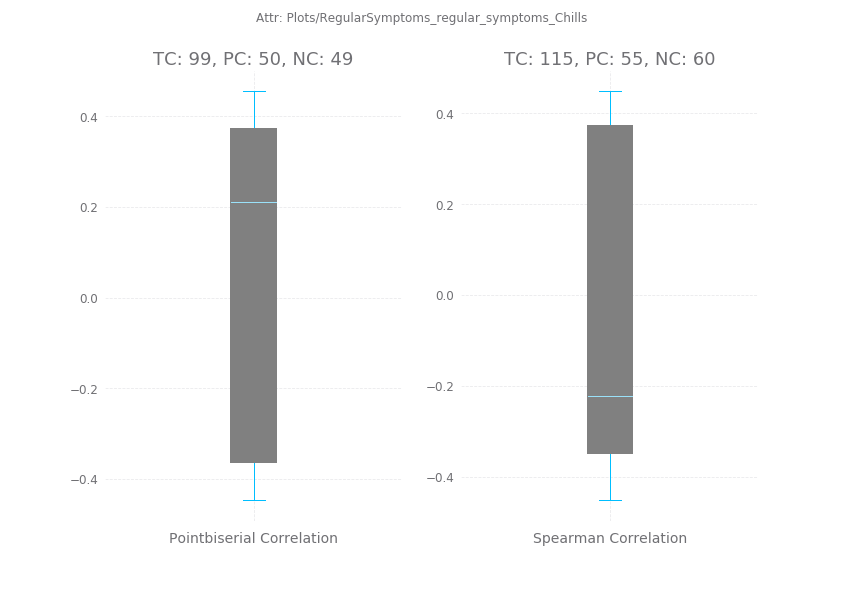 Attr: Plots/RegularSymptoms_regular_symptoms_Chills
TC: 99, PC: 50, NC: 49
0.4
0.2
0.0
−0.2
−0.4
Pointbiserial Correlation
TC: 115, PC: 55, NC: 60
0.4
0.2
0.0
−0.2
−0.4
Spearman Correlation